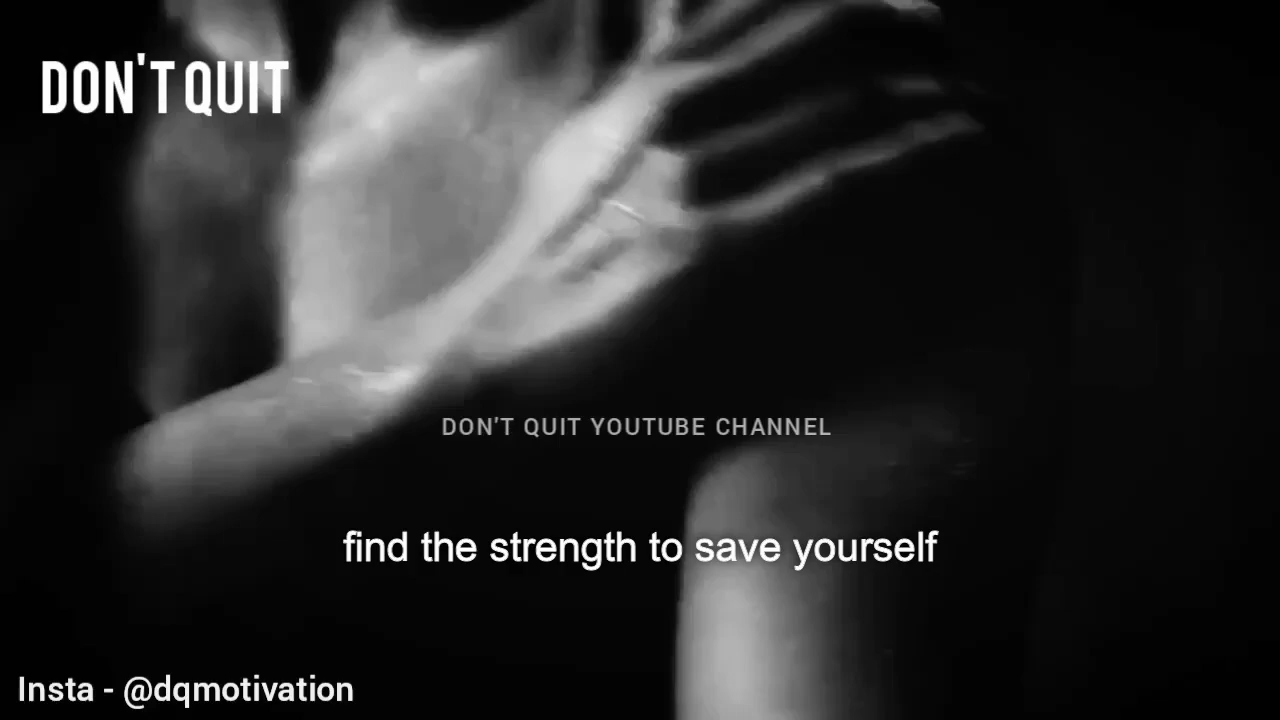 DON'T QUIT
DON'T QUIT YOUTUBE CHANNEL
find the strength to save yourself
Insta - @dqmotivation